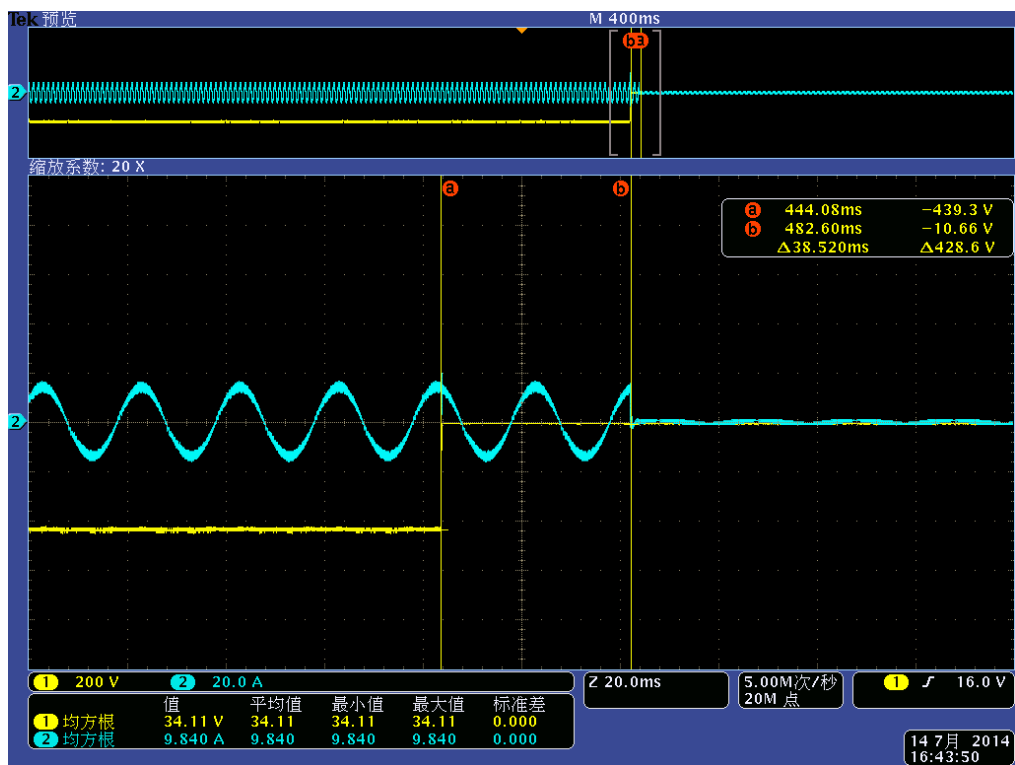 Tek 预览 M 400ms
b a
2
缩放系数: 20 X
a b
a 444.08ms −439.3 V
b 482.60ms −10.66 V
Δ38.520ms Δ428.6 V
2
1 200 V 2 20.0 A Z 20.0ms 5.00M次/秒 1 16.0 V
20M 点
值 平均值 最小值 最大值 标准差
1 均方根 34.11 V 34.11 34.11 34.11 0.000
2 均方根 9.840 A 9.840 9.840 9.840 0.000
14 7月 2014
16:43:50